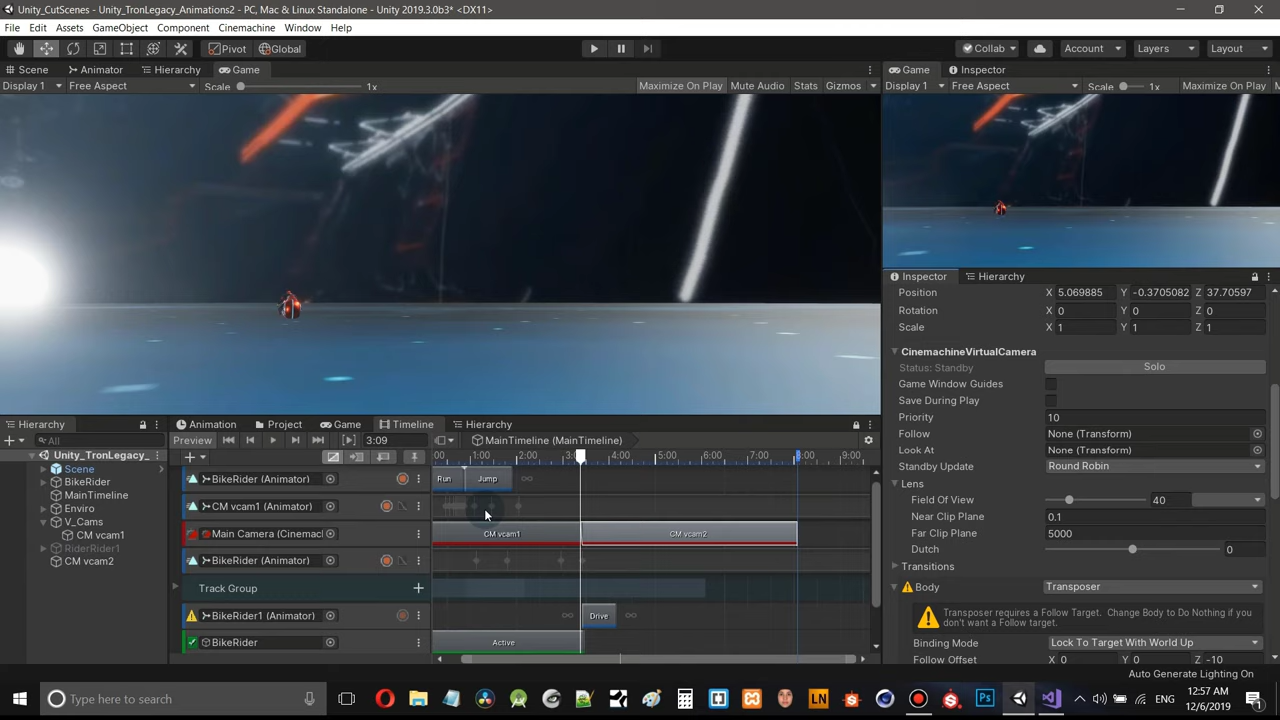 Unity_CutScenes - Unity_TronLegacy_Animations2 - PC, Mac & Linux Standalone - Unity 2019.3.0b3* <DX11>
File Edit Assets GameObject Component Cinemachine Window Help
Pivot Global Collab Account Layers Layout
Scene Animator Hierarchy Game
Display 1 Free Aspect Scale 1x Maximize On Play Mute Audio Stats Gizmos
Game Inspector
Display 1 Free Aspect Scale 1x Maximize On Play
Inspector Hierarchy
Position X 5.069885 Y -0.3705082 Z 37.70597
Rotation X 0 Y 0 Z 0
Scale X 1 Y 1 Z 1
CinemachineVirtualCamera
Status: Standby Solo
Game Window Guides
Save During Play
Priority 10
Follow None (Transform)
Look At None (Transform)
Standby Update Round Robin
Lens
Field Of View 40
Near Clip Plane 0.1
Far Clip Plane 5000
Dutch 0
Transitions
Body Transposer
Transposer requires a Follow Target. Change Body to Do Nothing if you
don't want a Follow target.
Binding Mode Lock To Target With World Up
Follow Offset X 0 Y 0 Z -10
Auto Generate Lighting On
Hierarchy
All
Unity_TronLegacy_
Scene
BikeRider
MainTimeline
Enviro
V_Cams
CM vcam1
RiderRider1
CM vcam2
Animation Project Game Timeline Hierarchy
Preview 3:09 MainTimeline (MainTimeline)
00 1:00 2:00 3:0 4:00 5:00 6:00 7:00 8:00 9:00
BikeRider (Animator) Run Jump
CM vcam1 (Animator)
Main Camera (Cinemacl CM vcam1 CM vcam2
BikeRider (Animator)
Track Group
BikeRider1 (Animator) Drive
BikeRider Active
Type here to search
LN
Ps
ENG
12:57 AM
12/6/2019